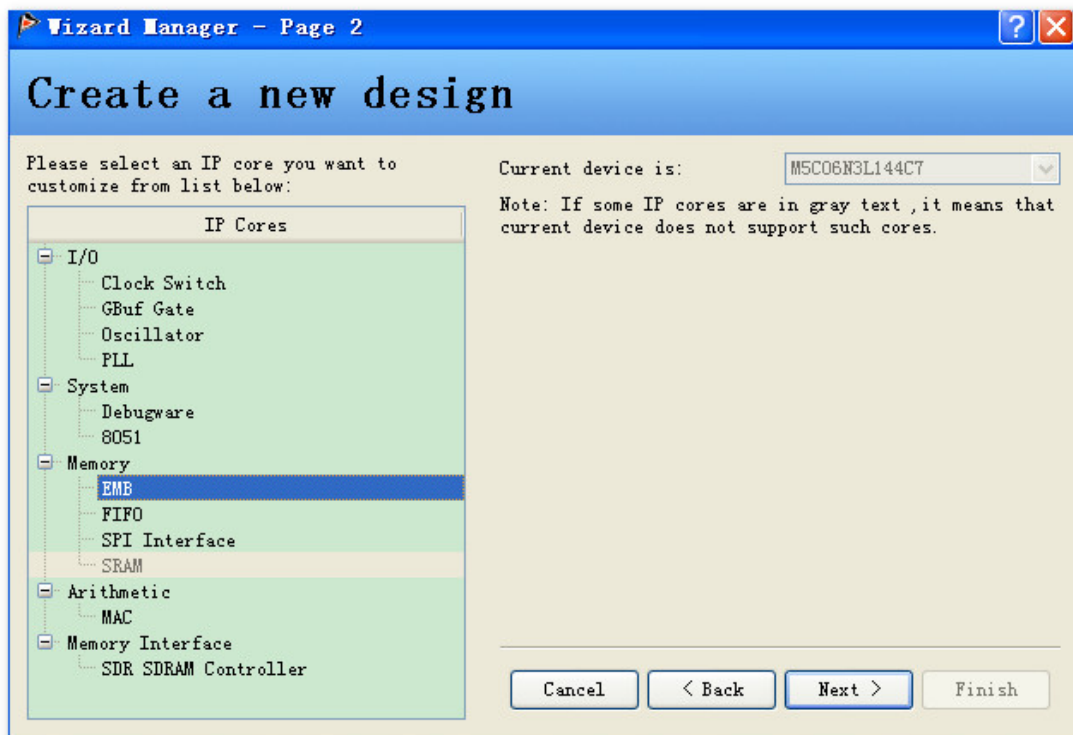 Wizard Manager - Page 2
Create a new design
Please select an IP core you want to
customize from list below:
IP Cores
I/O
Clock Switch
GBuf Gate
Oscillator
PLL
System
Debugware
8051
Memory
EMB
FIFO
SPI Interface
SRAM
Arithmetic
MAC
Memory Interface
SDR SDRAM Controller
Current device is:
M5C06N3L144C7
Note: If some IP cores are in gray text ,it means that
current device does not support such cores.
Cancel
< Back
Next >
Finish